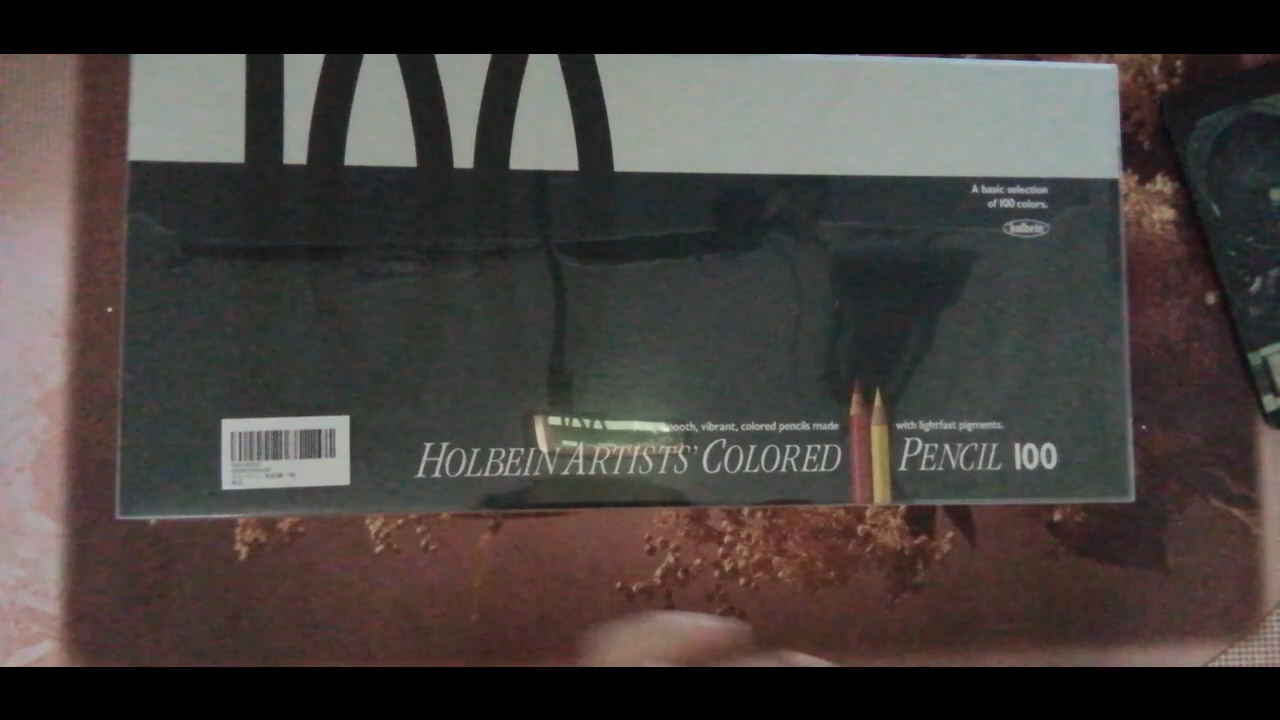 100
A basic selection
of 100 colors.
holbein
smooth, vibrant, colored pencils made with lightfast pigments.
HOLBEIN ARTISTS' COLORED PENCIL 100